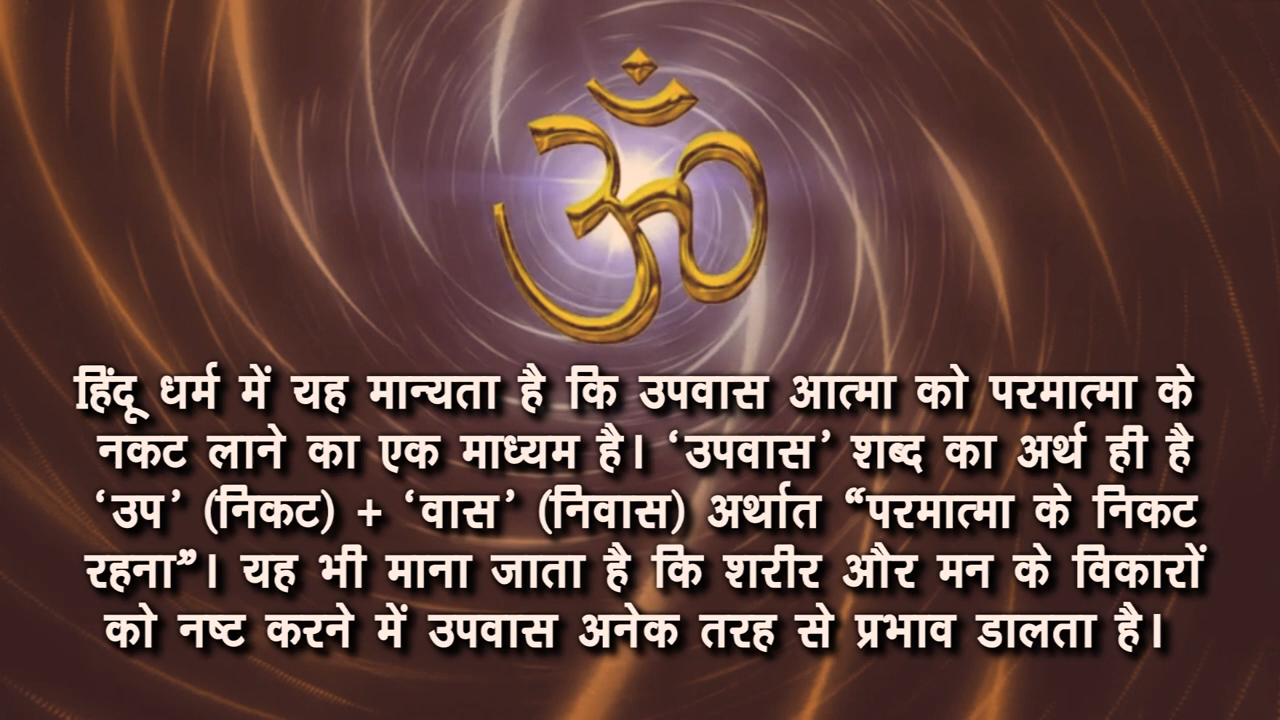 ॐ
हिंदू धर्म में यह मान्यता है कि उपवास आत्मा को परमात्मा के
नकट लाने का एक माध्यम है। ‘उपवास’ शब्द का अर्थ ही है
‘उप’ (निकट) + ‘वास’ (निवास) अर्थात “परमात्मा के निकट
रहना”। यह भी माना जाता है कि शरीर और मन के विकारों
को नष्ट करने में उपवास अनेक तरह से प्रभाव डालता है।